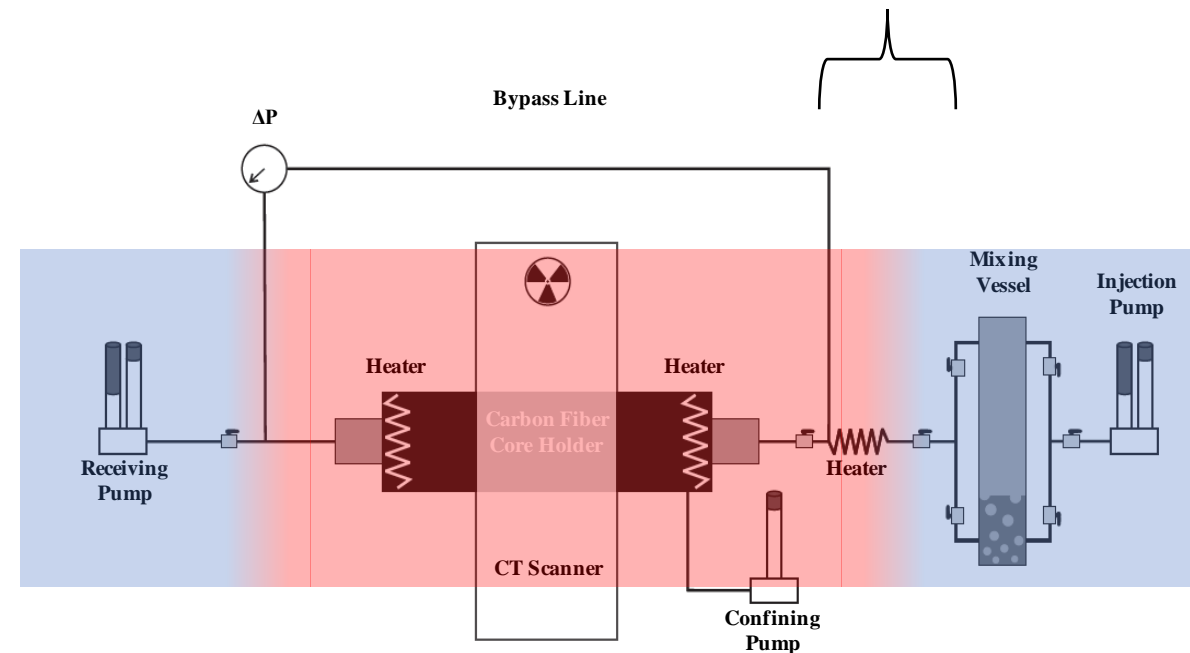 Bypass Line
ΔP
Mixing
Vessel
Injection
Pump
Heater
Heater
Carbon Fiber
Core Holder
Receiving
Pump
Heater
CT Scanner
Confining
Pump